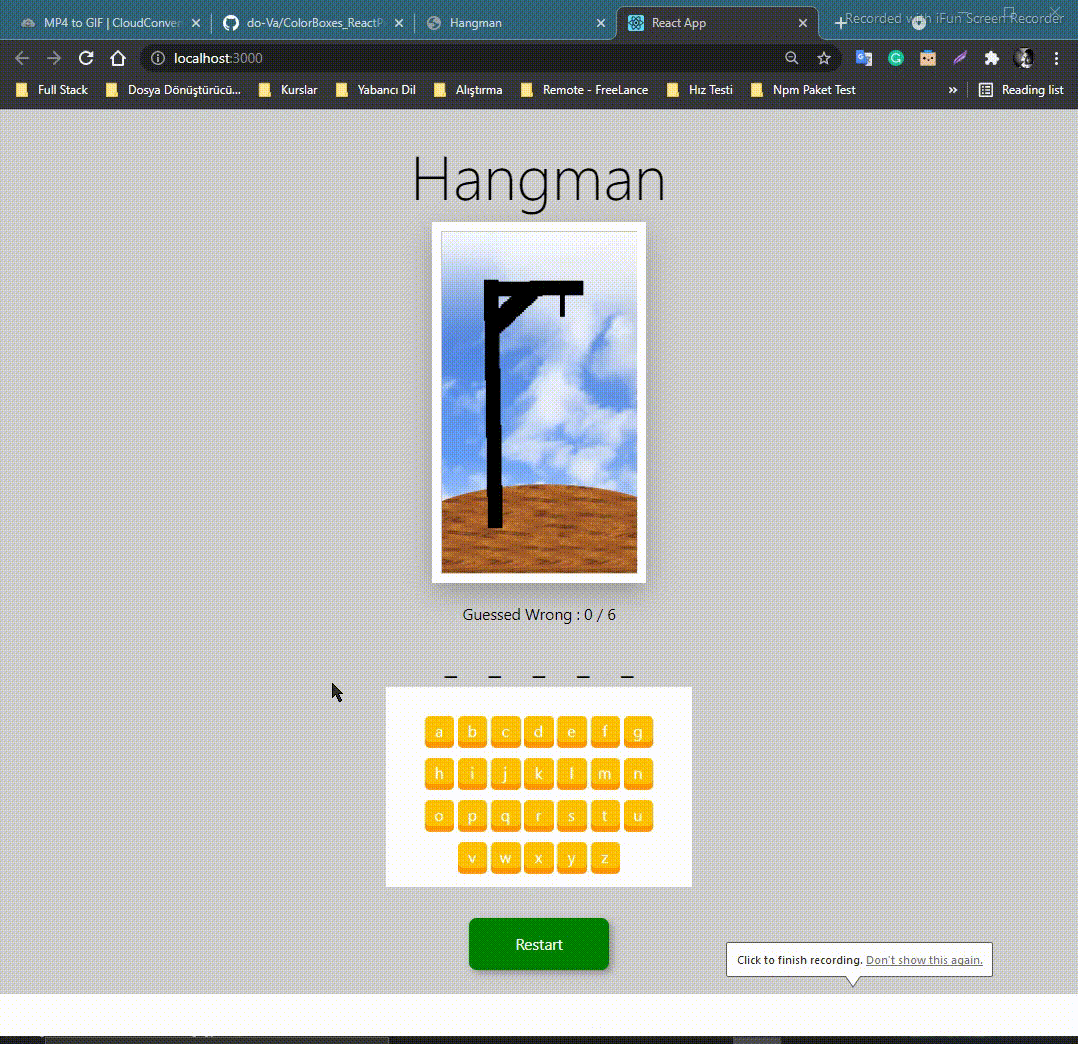 MP4 to GIF | CloudConver
do-Va/ColorBoxes_ReactP
Hangman
React App
Recorded with iFun Screen Recorder
localhost:3000
Full Stack
Dosya Dönüştürücü...
Kurslar
Yabancı Dil
Alıştırma
Remote - FreeLance
Hız Testi
Npm Paket Test
»
Reading list
Hangman
Guessed Wrong : 0 / 6
_ _ _ _ _
a b c d e f g
h i j k l m n
o p q r s t u
v w x y z
Restart
Click to finish recording. Don't show this again.